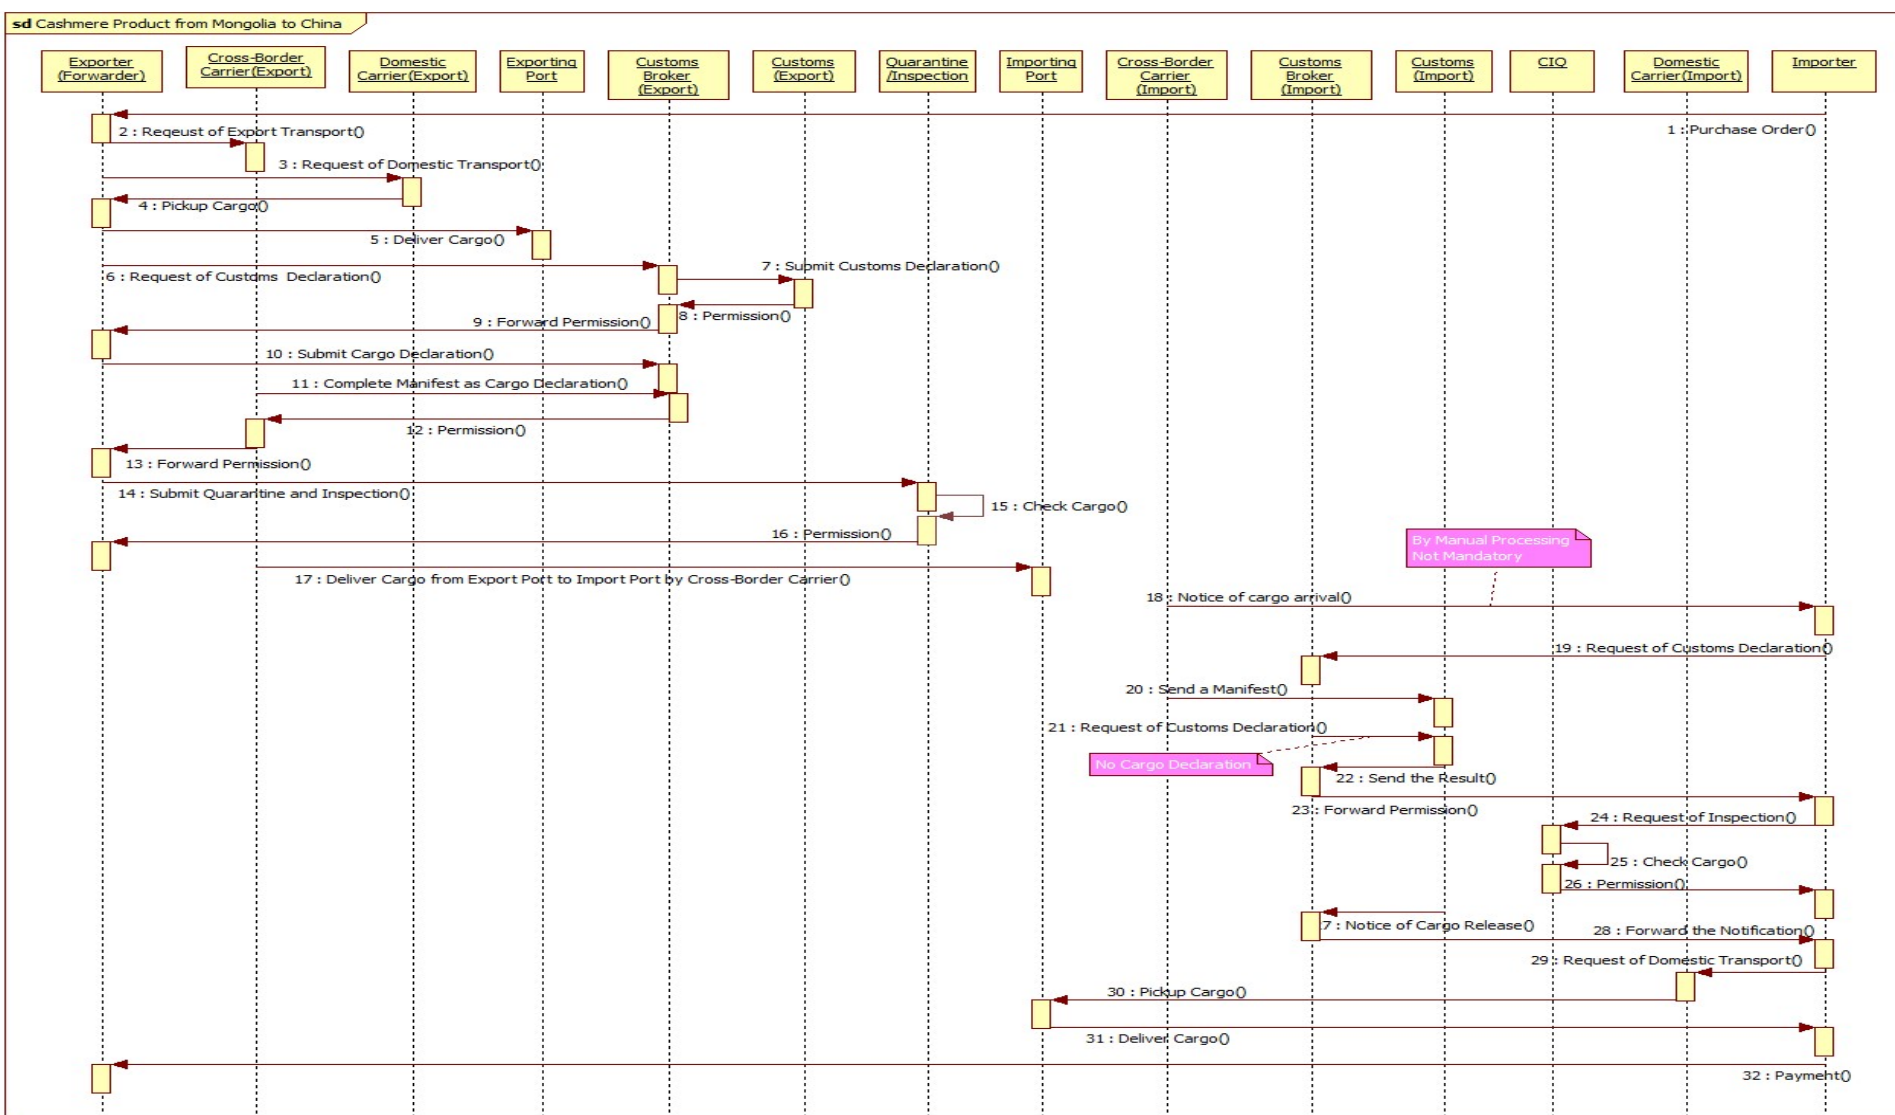 sd Cashmere Product from Mongolia to China
Exporter
(Forwarder)
Cross-Border
Carrier(Export)
Domestic
Carrier(Export)
Exporting
Port
Customs
Broker
(Export)
Customs
(Export)
Quarantine
/Inspection
Importing
Port
Cross-Border
Carrier
(Import)
Customs
Broker
(Import)
Customs
(Import)
CIQ
Domestic
Carrier(Import)
Importer
1 : Purchase Order()
2 : Reqeust of Export Transport()
3 : Request of Domestic Transport()
4 : Pickup Cargo()
5 : Deliver Cargo()
6 : Request of Customs  Declaration()
7 : Submit Customs Declaration()
8 : Permission()
9 : Forward Permission()
10 : Submit Cargo Declaration()
11 : Complete Manifest as Cargo Declaration()
12 : Permission()
13 : Forward Permission()
14 : Submit Quarantine and Inspection()
15 : Check Cargo()
16 : Permission()
By Manual Processing
Not Mandatory
17 : Deliver Cargo from Export Port to Import Port by Cross-Border Carrier()
18 : Notice of cargo arrival()
19 : Request of Customs Declaration()
20 : Send a Manifest()
21 : Request of Customs Declaration()
No Cargo Declaration
22 : Send the Result()
23 : Forward Permission()
24 : Request of Inspection()
25 : Check Cargo()
26 : Permission()
7 : Notice of Cargo Release()
28 : Forward the Notification()
29 : Request of Domestic Transport()
30 : Pickup Cargo()
31 : Deliver Cargo()
32 : Payment()